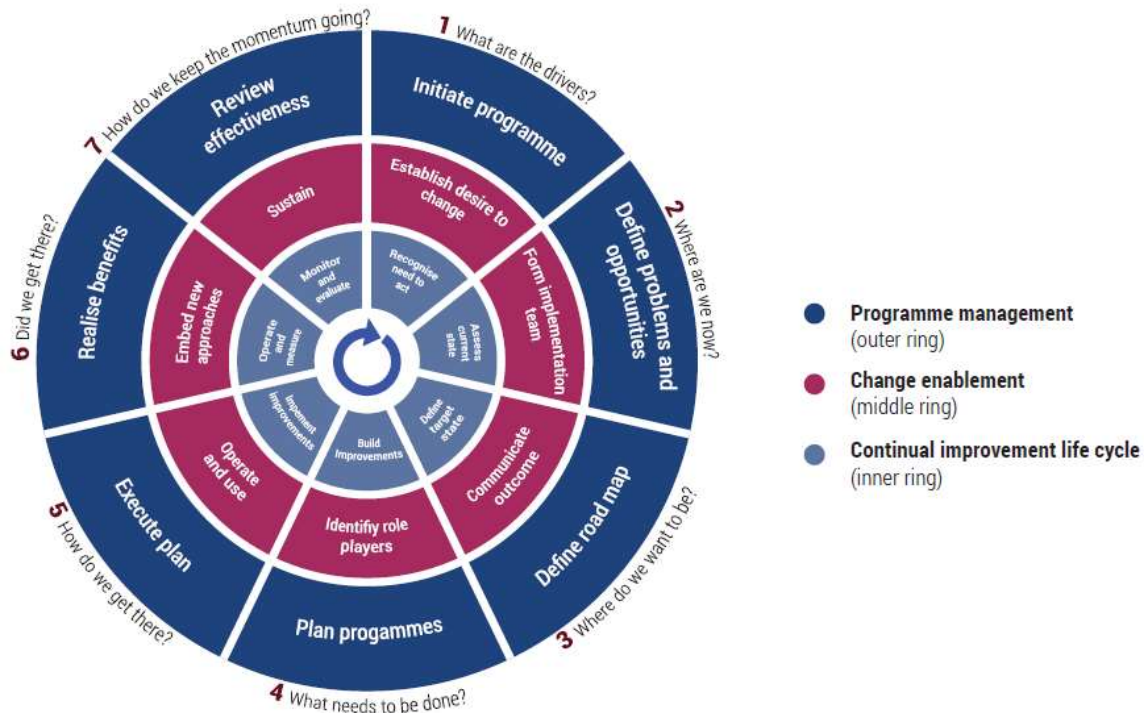 1 What are the drivers?
2 Where are we now?
3 Where do we want to be?
4 What needs to be done?
5 How do we get there?
6 Did we get there?
7 How do we keep the momentum going?
Initiate programme
Define problems and
opportunities
Define road map
Plan progammes
Execute plan
Realise benefits
Review
effectiveness
Establish desire to
change
Form implementation
team
Communicate
outcome
Identifiy role
players
Operate
and use
Embed new
approaches
Sustain
Recognise
need to
act
Assess
current
state
Define
target
state
Build
Improvements
Impement
Improvements
Operate
and
measure
Monitor
and
evaluate
Programme management
(outer ring)
Change enablement
(middle ring)
Continual improvement life cycle
(inner ring)